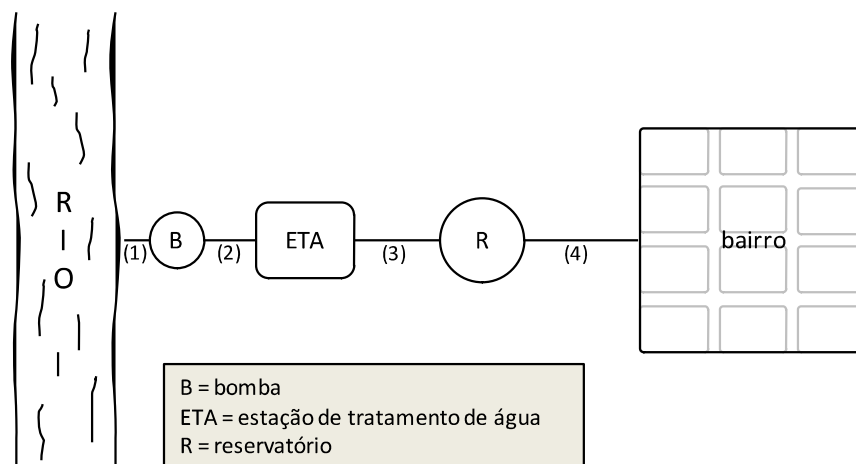 R
I
O
(1)
B
(2)
ETA
(3)
R
(4)
bairro
B = bomba
ETA = estação de tratamento de água
R = reservatório